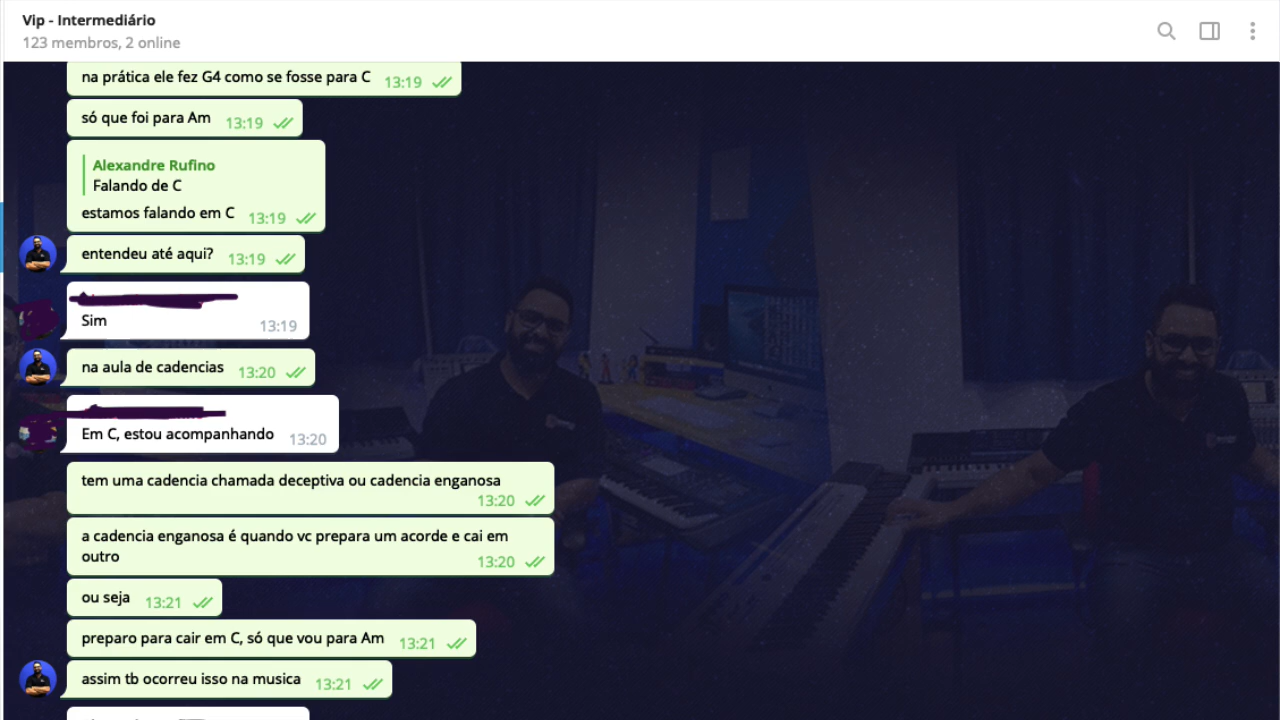 Vip - Intermediário
123 membros, 2 online
na prática ele fez G4 como se fosse para C 13:19
só que foi para Am 13:19
Alexandre Rufino
Falando de C
estamos falando em C 13:19
entendeu até aqui? 13:19
Sim 13:19
na aula de cadencias 13:20
Em C, estou acompanhando 13:20
tem uma cadencia chamada deceptiva ou cadencia enganosa
13:20
a cadencia enganosa é quando vc prepara um acorde e cai em
outro 13:20
ou seja 13:21
preparo para cair em C, só que vou para Am 13:21
assim tb ocorreu isso na musica 13:21